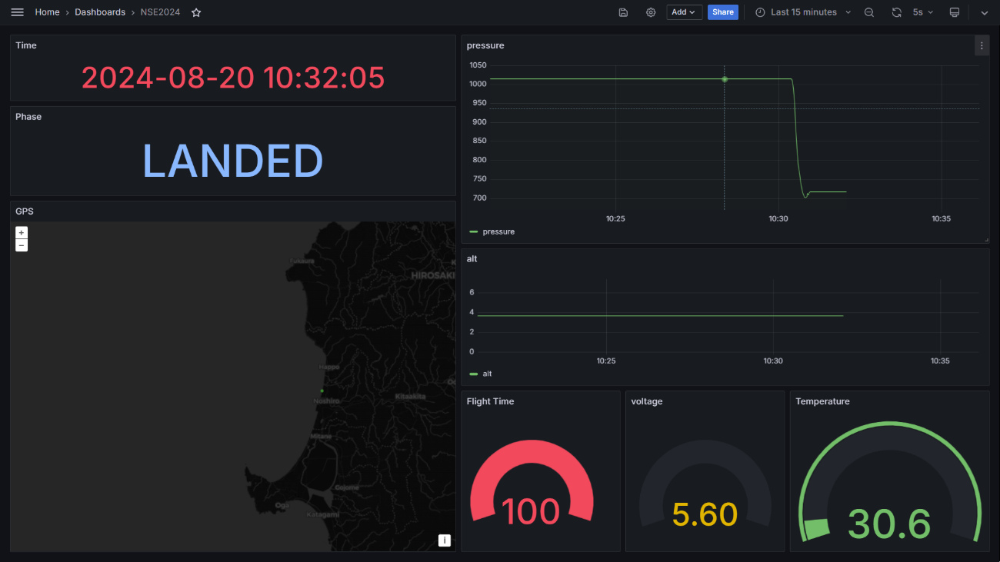 Home › Dashboards › NSE2024
Add
Share
Last 15 minutes
5s
Time
2024-08-20 10:32:05
Phase
LANDED
GPS
+
−
Fukaura
HIROSAKI
Happo
Noshiro
Kitaakita
Mitane
Gojome
Oga
Katagami
i
pressure
1050
1000
950
900
850
800
750
700
10:25 10:30 10:35
pressure
alt
6
4
2
0
10:25 10:30 10:35
alt
Flight Time
100
voltage
5.60
Temperature
30.6